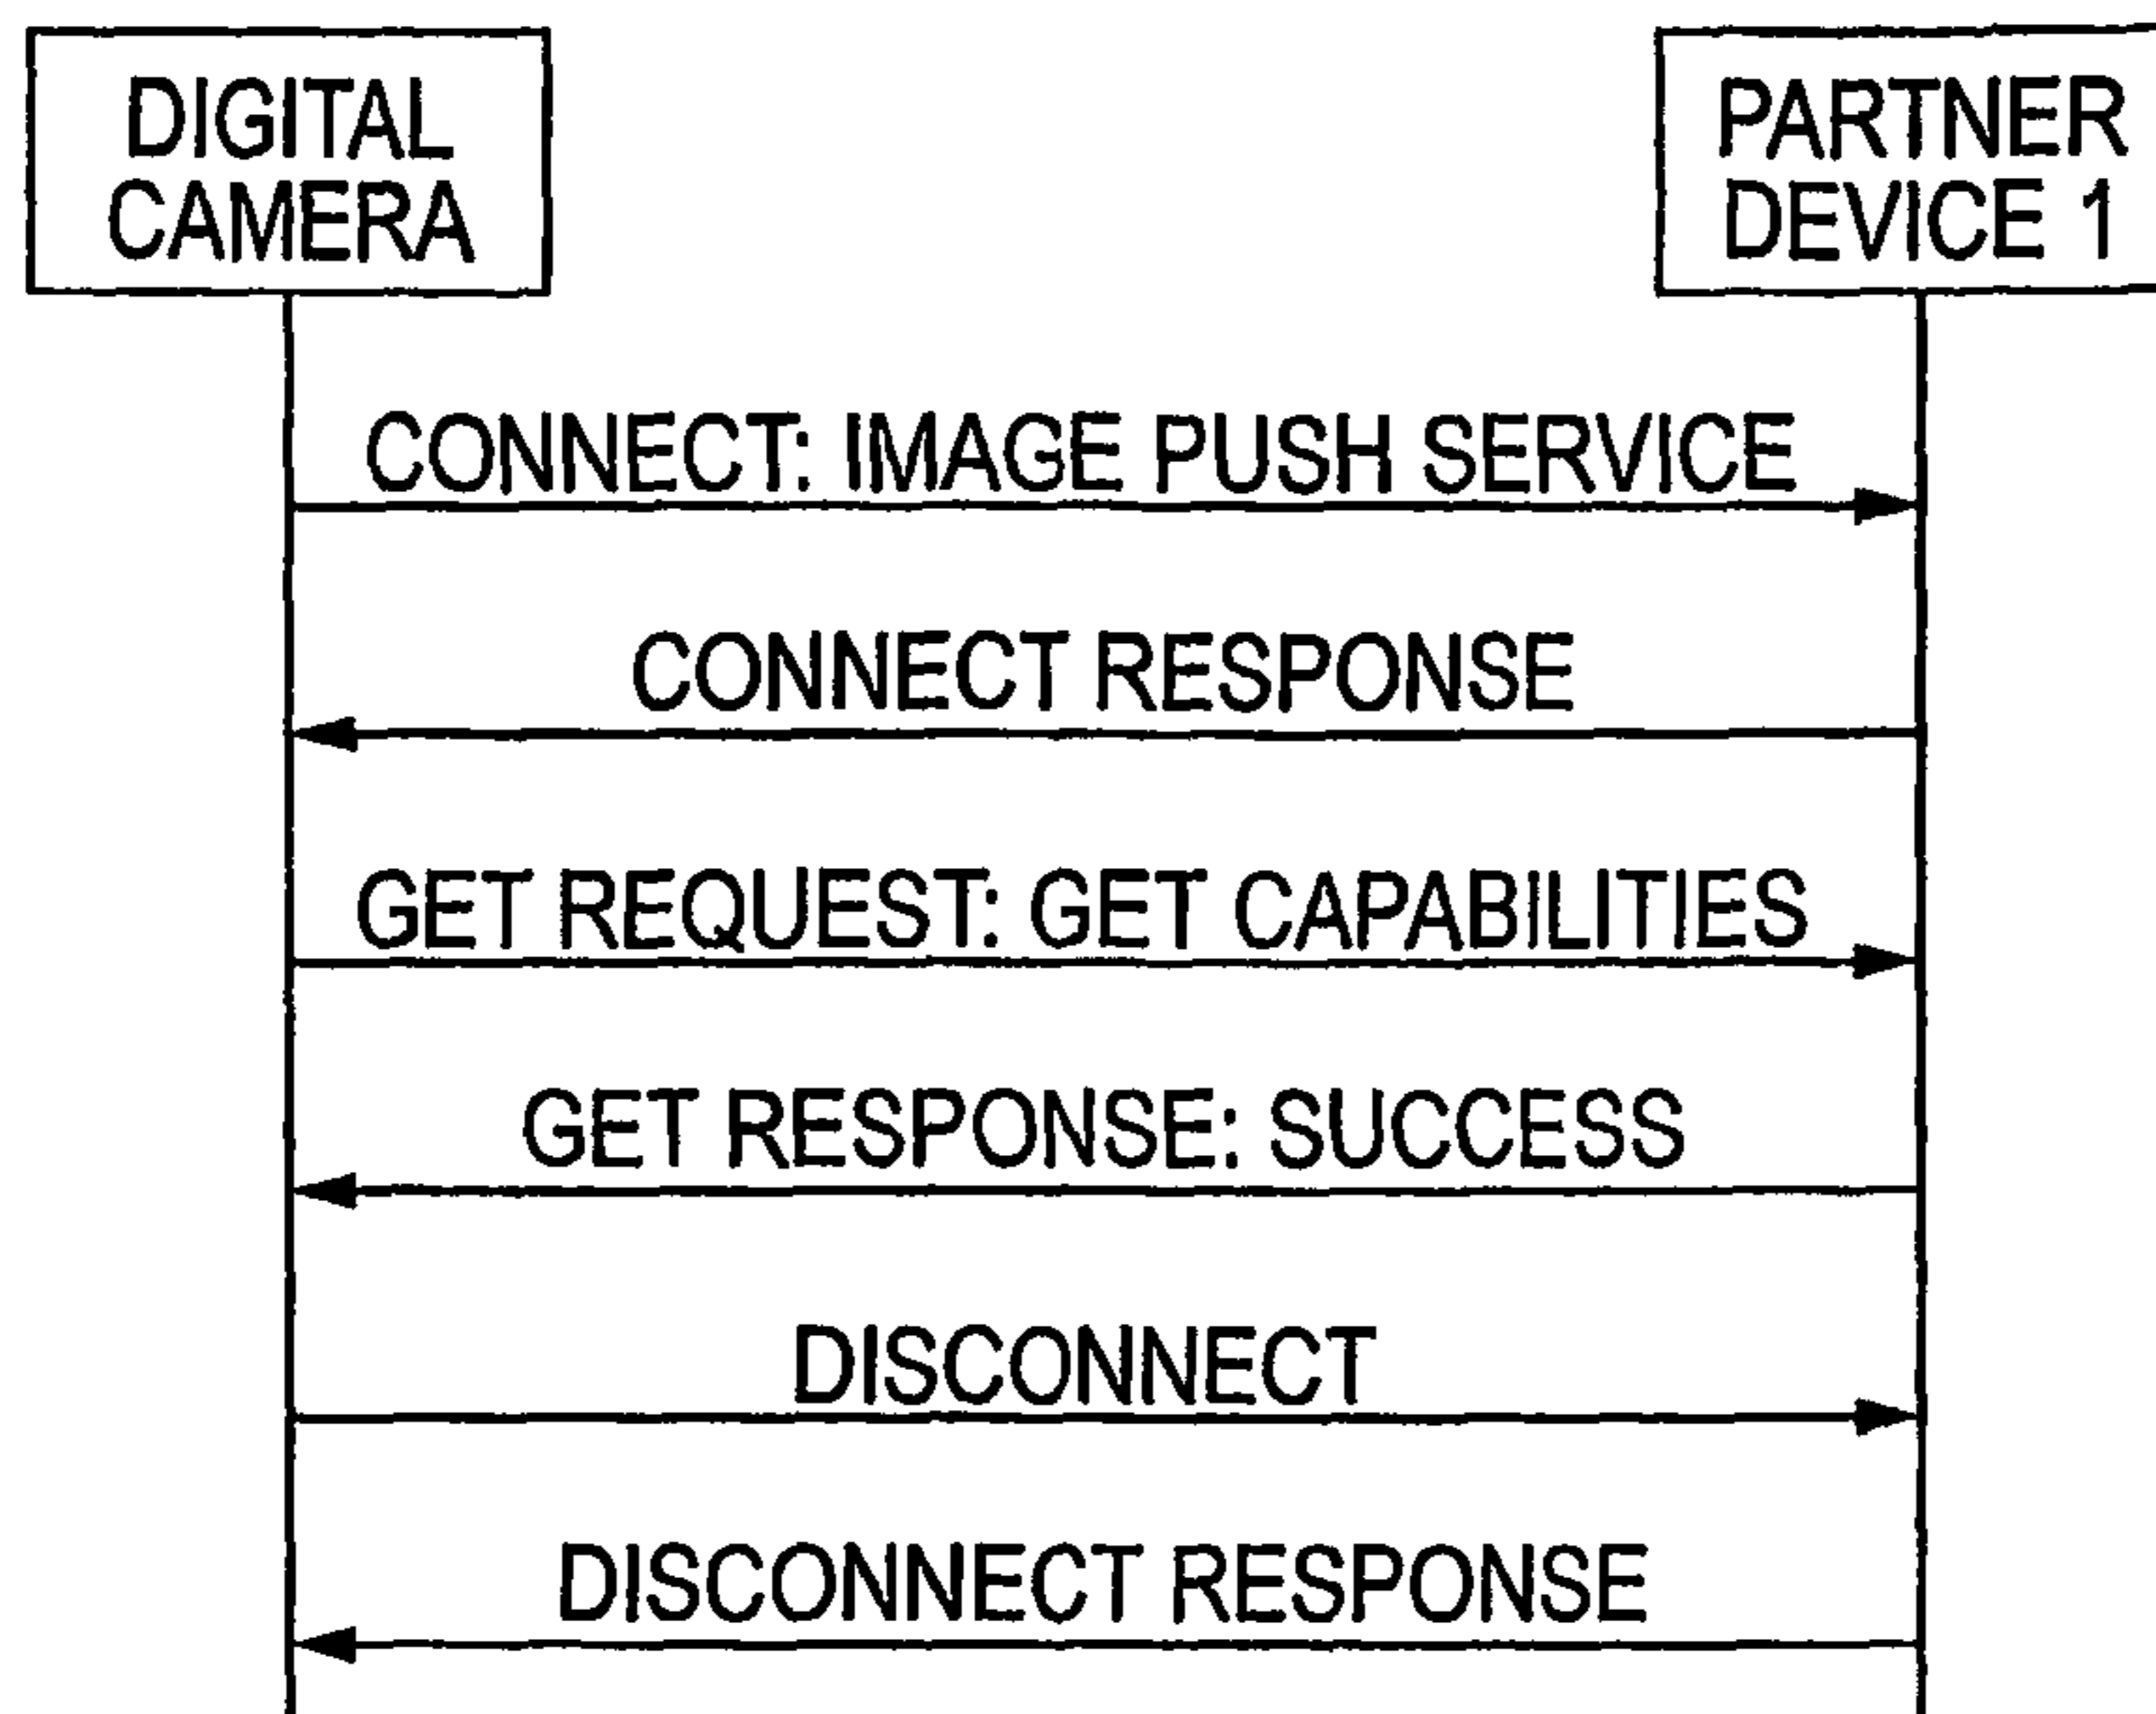 DIGITAL
CAMERA
PARTNER
DEVICE 1
CONNECT: IMAGE PUSH SERVICE
CONNECT RESPONSE
GET REQUEST: GET CAPABILITIES
GET RESPONSE: SUCCESS
DISCONNECT
DISCONNECT RESPONSE